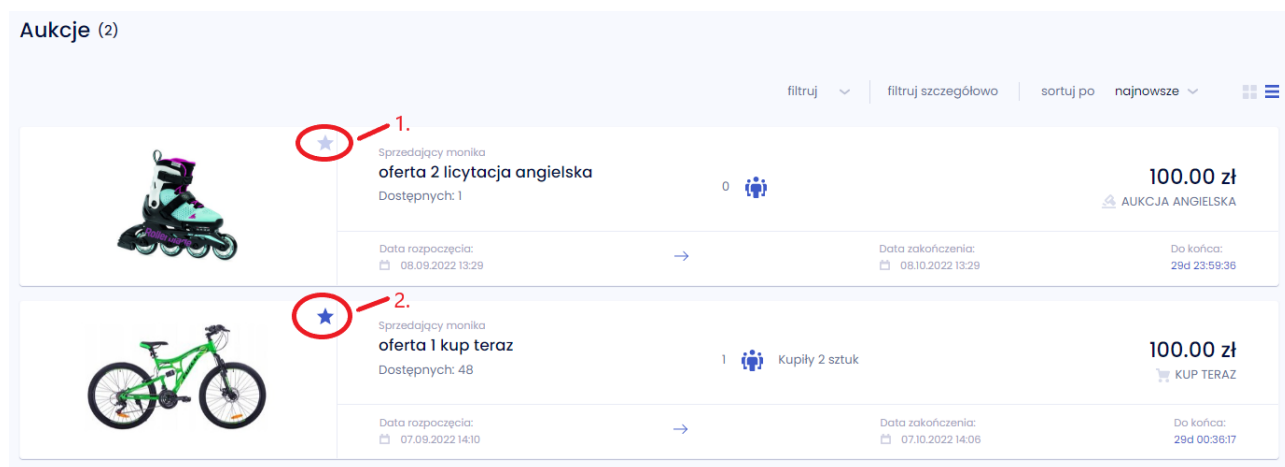 Aukcje (2)
filtruj filtruj szczegółowo sortuj po najnowsze
1.
Sprzedający monika
oferta 2 licytacja angielska
Dostępnych: 1
0
100.00 zł
AUKCJA ANGIELSKA
Data rozpoczęcia:
08.09.2022 13:29
Data zakończenia:
08.10.2022 13:29
Do końca:
29d 23:59:36
2.
Sprzedający monika
oferta 1 kup teraz
Dostępnych: 48
1 Kupiły 2 sztuk
100.00 zł
KUP TERAZ
Data rozpoczęcia:
07.09.2022 14:10
Data zakończenia:
07.10.2022 14:06
Do końca:
29d 00:36:17